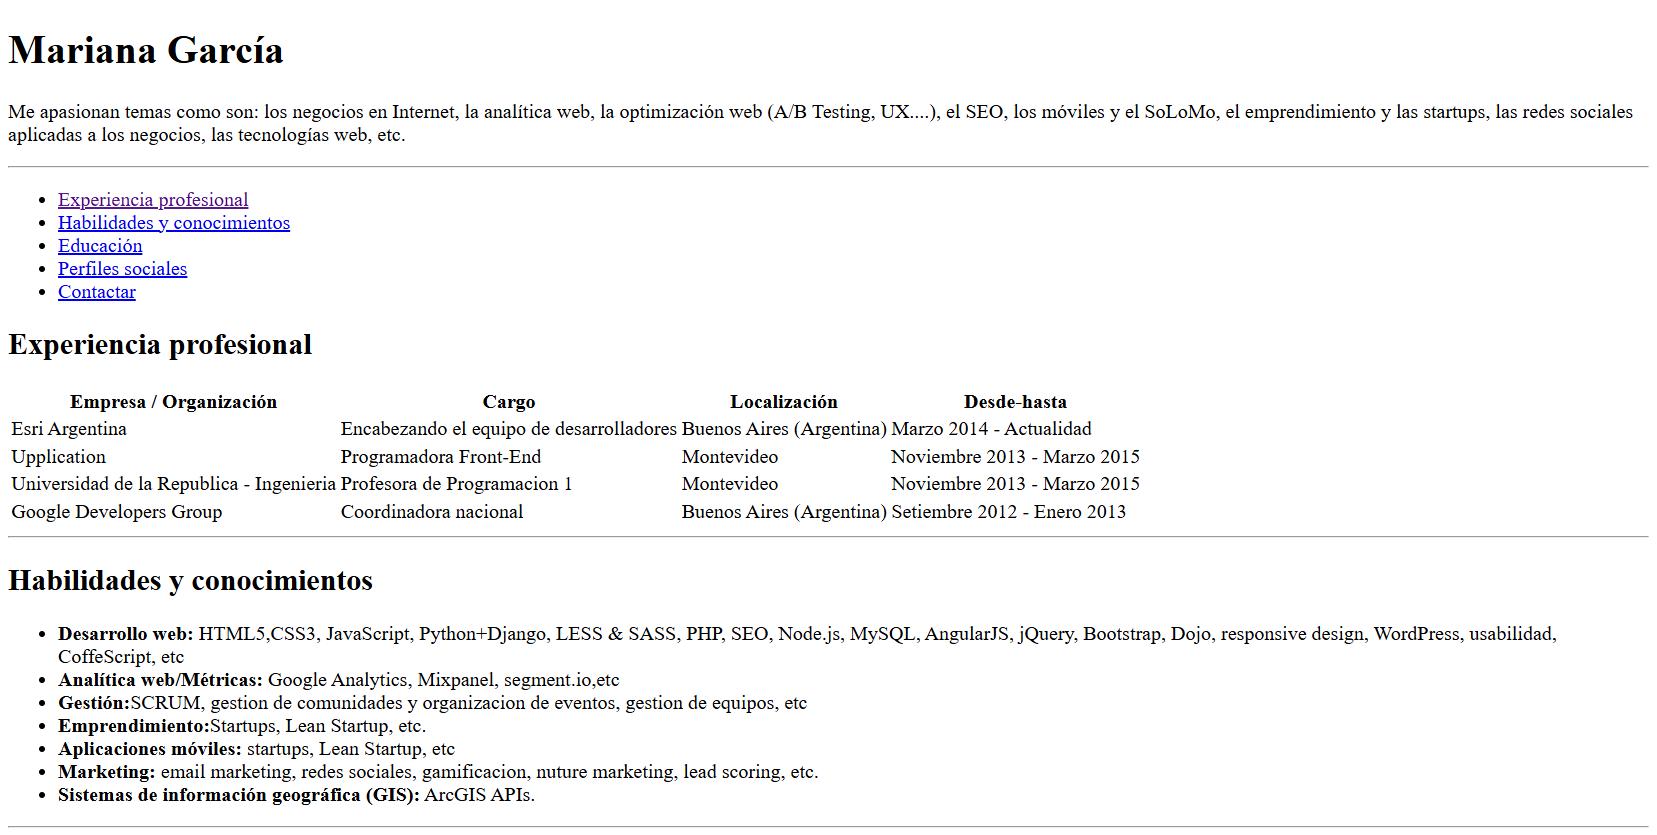 Mariana García
Me apasionan temas como son: los negocios en Internet, la analítica web, la optimización web (A/B Testing, UX....), el SEO, los móviles y el SoLoMo, el emprendimiento y las startups, las redes sociales
aplicadas a los negocios, las tecnologías web, etc.
Experiencia profesional
Habilidades y conocimientos
Educación
Perfiles sociales
Contactar
Experiencia profesional
Empresa / Organización Cargo Localización Desde-hasta
Esri Argentina Encabezando el equipo de desarrolladores Buenos Aires (Argentina) Marzo 2014 - Actualidad
Upplication Programadora Front-End Montevideo Noviembre 2013 - Marzo 2015
Universidad de la Republica - Ingenieria Profesora de Programacion 1 Montevideo Noviembre 2013 - Marzo 2015
Google Developers Group Coordinadora nacional Buenos Aires (Argentina) Setiembre 2012 - Enero 2013
Habilidades y conocimientos
Desarrollo web: HTML5,CSS3, JavaScript, Python+Django, LESS & SASS, PHP, SEO, Node.js, MySQL, AngularJS, jQuery, Bootstrap, Dojo, responsive design, WordPress, usabilidad,
CoffeScript, etc
Analítica web/Métricas: Google Analytics, Mixpanel, segment.io,etc
Gestión:SCRUM, gestion de comunidades y organizacion de eventos, gestion de equipos, etc
Emprendimiento:Startups, Lean Startup, etc.
Aplicaciones móviles: startups, Lean Startup, etc
Marketing: email marketing, redes sociales, gamificacion, nuture marketing, lead scoring, etc.
Sistemas de información geográfica (GIS): ArcGIS APIs.